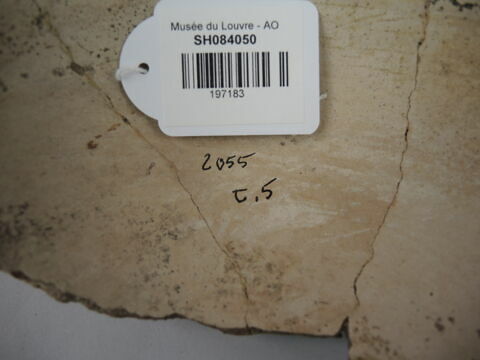 Musée du Louvre - AO
SH084050
197183
2055
τ.5